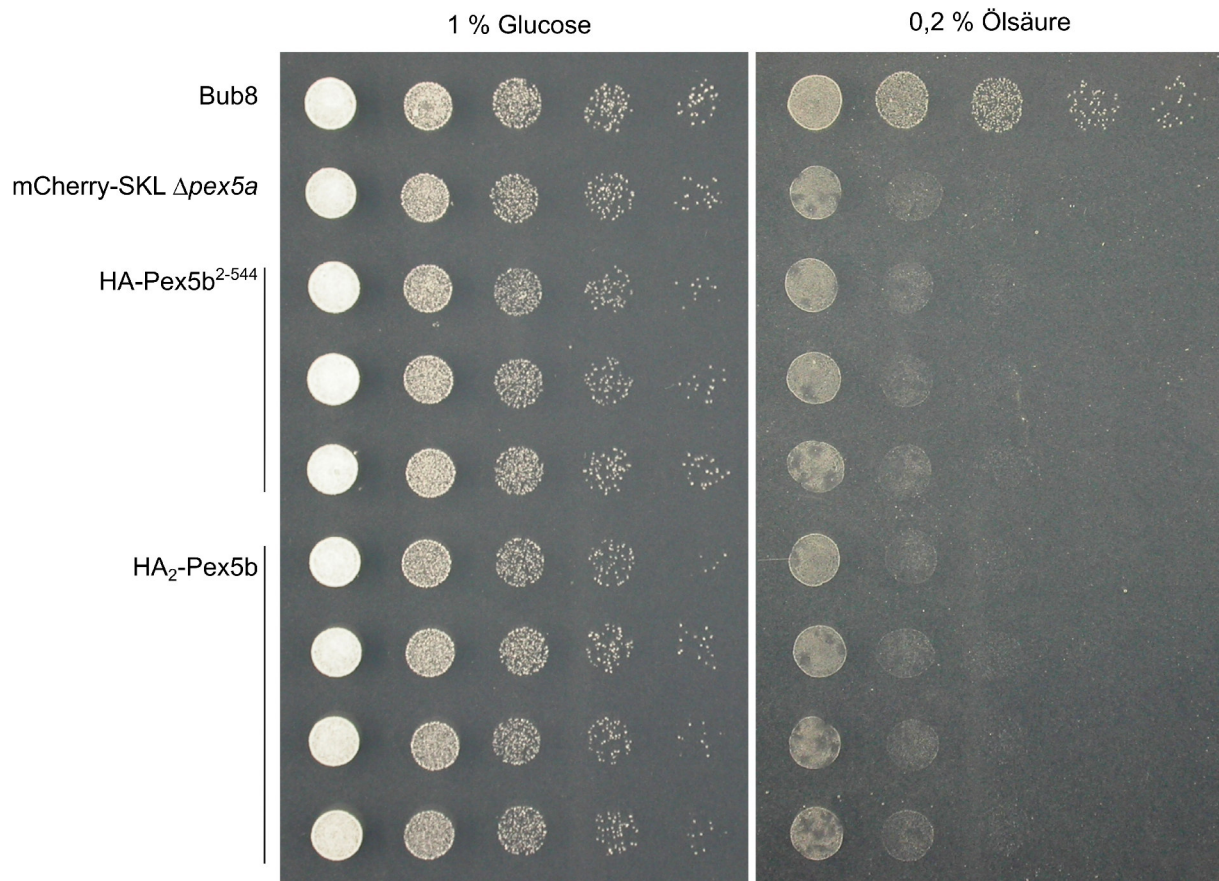 1 % Glucose
0,2 % Ölsäure
Bub8
mCherry-SKL Δpex5a
HA-Pex5b²⁻⁵⁴⁴
HA₂-Pex5b